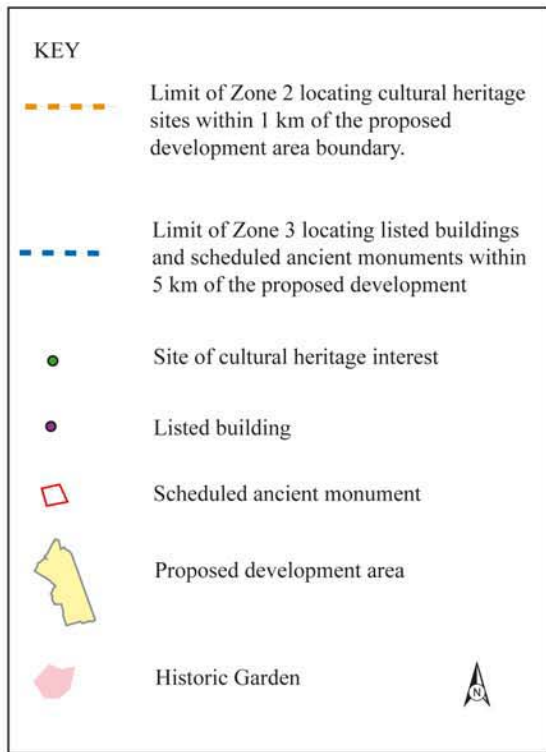 KEY
Limit of Zone 2 locating cultural heritage
sites within 1 km of the proposed
development area boundary.
Limit of Zone 3 locating listed buildings
and scheduled ancient monuments within
5 km of the proposed development
Site of cultural heritage interest
Listed building
Scheduled ancient monument
Proposed development area
Historic Garden
N